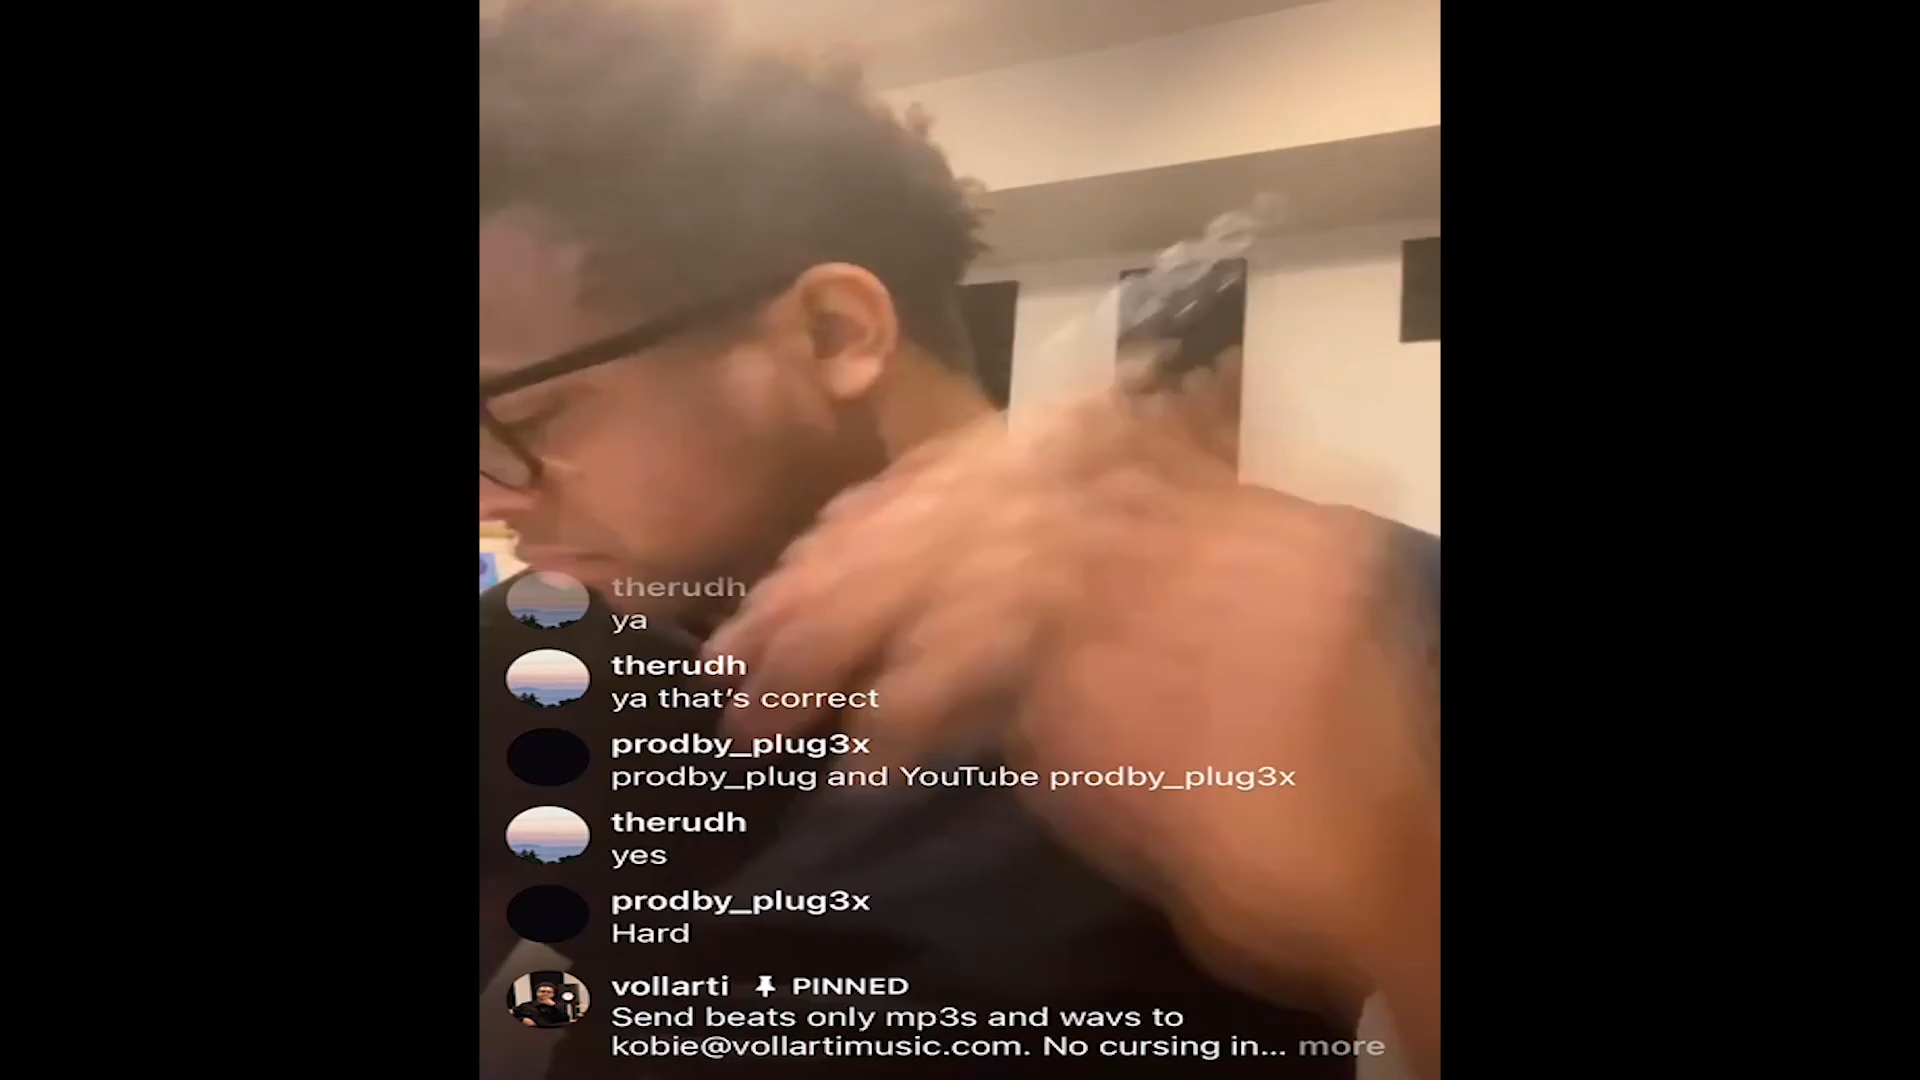 therudh
ya
therudh
ya that's correct
prodby_plug3x
prodby_plug and YouTube prodby_plug3x
therudh
yes
prodby_plug3x
Hard
vollarti PINNED
Send beats only mp3s and wavs to
kobie@vollartimusic.com. No cursing in... more